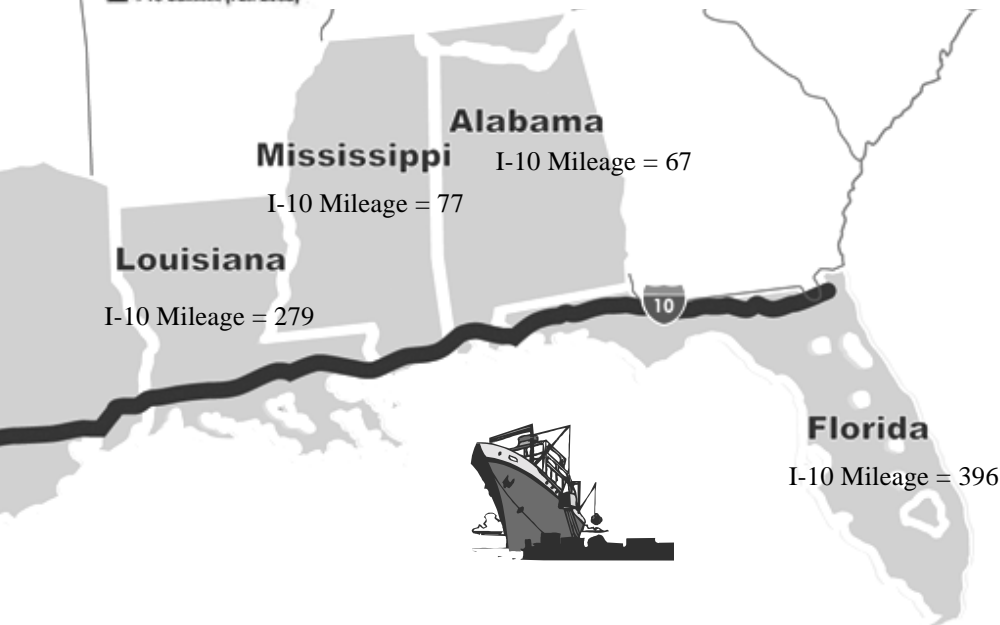 Alabama
I-10 Mileage = 67
Mississippi
I-10 Mileage = 77
Louisiana
I-10 Mileage = 279
10
Florida
I-10 Mileage = 396